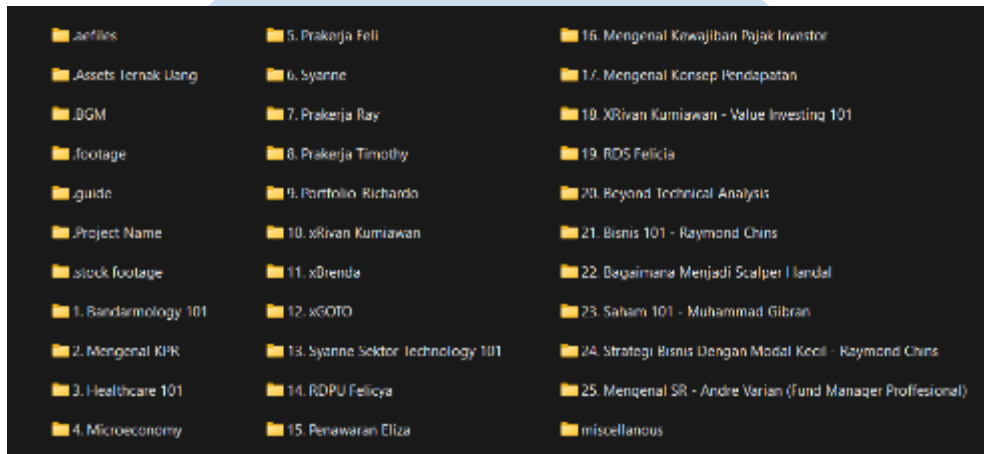 .aefiles
.Assets Ternak Uang
.BGM
.footage
.guide
.Project Name
.stock footage
1. Bandarmology 101
2. Mengenal KPR
3. Healthcare 101
4. Microeconomy
5. Prakerja Feli
6. Syanne
7. Prakerja Ray
8. Prakerja Timothy
9. Portfolio Richardo
10. xRivan Kurniawan
11. xBrenda
12. xGOTO
13. Syanne Sektor Technology 101
14. RDPU Felicya
15. Penawaran Eliza
16. Mengenal Kewajiban Pajak Investor
17. Mengenal Konsep Pendapatan
18. XRivan Kurniawan - Value Investing 101
19. RDS Felicia
20. Beyond Technical Analysis
21. Bisnis 101 - Raymond Chins
22. Bagaimana Menjadi Scalper Handal
23. Saham 101 - Muhammad Gibran
24. Strategi Bisnis Dengan Modal Kecil - Raymond Chins
25. Mengenal SR - Andre Varian (Fund Manager Proffesional)
miscellanous